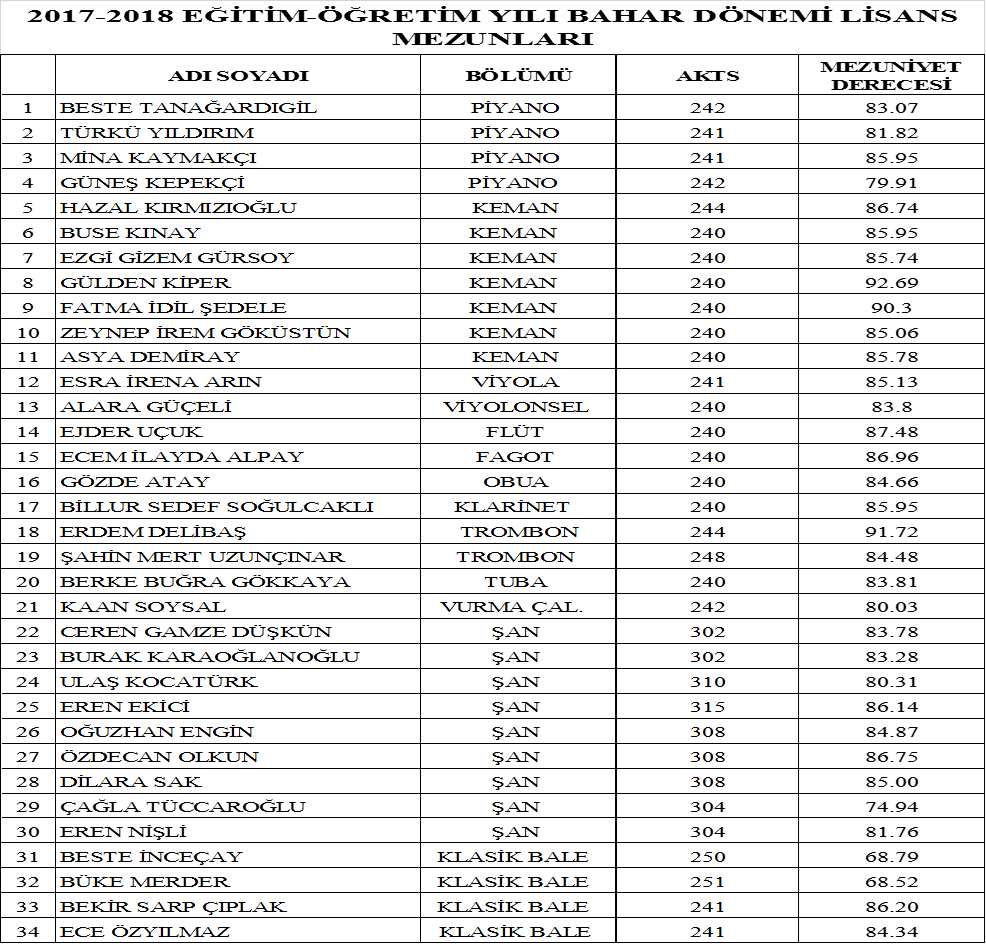 2017-2018 EĞİTİM-ÖĞRETİM YILI BAHAR DÖNEMİ LİSANS
MEZUNLARI
ADI SOYADI BÖLÜMÜ AKTS MEZUNİYET DERECESİ
1 BESTE TANAĞARDIGİL PİYANO 242 83.07
2 TÜRKÜ YILDIRIM PİYANO 241 81.82
3 MİNA KAYMAKÇI PİYANO 241 85.95
4 GÜNEŞ KEPEKÇİ PİYANO 242 79.91
5 HAZAL KIRMIZIOĞLU KEMAN 244 86.74
6 BUSE KINAY KEMAN 240 85.95
7 EZGİ GİZEM GÜRSOY KEMAN 240 85.74
8 GÜLDEN KİPER KEMAN 240 92.69
9 FATMA İDİL ŞEDELE KEMAN 240 90.3
10 ZEYNEP İREM GÖKÜSTÜN KEMAN 240 85.06
11 ASYA DEMİRAY KEMAN 240 85.78
12 ESRA İRENA ARIN VİYOLA 241 85.13
13 ALARA GÜÇELİ VİYOLONSEL 240 83.8
14 EJDER UÇUK FLÜT 240 87.48
15 ECEM İLAYDA ALPAY FAGOT 240 86.96
16 GÖZDE ATAY OBUA 240 84.66
17 BİLLUR SEDEF SOĞULCAKLI KLARİNET 240 85.95
18 ERDEM DELİBAŞ TROMBON 244 91.72
19 ŞAHİN MERT UZUNÇINAR TROMBON 248 84.48
20 BERKE BUĞRA GÖKKAYA TUBA 240 83.81
21 KAAN SOYSAL VURMA ÇAL. 242 80.03
22 CEREN GAMZE DÜŞKÜN ŞAN 302 83.78
23 BURAK KARAOĞLANOĞLU ŞAN 302 83.28
24 ULAŞ KOCATÜRK ŞAN 310 80.31
25 EREN EKİCİ ŞAN 315 86.14
26 OĞUZHAN ENGİN ŞAN 308 84.87
27 ÖZDECAN OLKUN ŞAN 308 86.75
28 DİLARA SAK ŞAN 308 85.00
29 ÇAĞLA TÜCCAROĞLU ŞAN 304 74.94
30 EREN NİŞLİ ŞAN 304 81.76
31 BESTE İNCEÇAY KLASİK BALE 250 68.79
32 BÜKE MERDER KLASİK BALE 251 68.52
33 BEKİR SARP ÇIPLAK KLASİK BALE 241 86.20
34 ECE ÖZYILMAZ KLASİK BALE 241 84.34